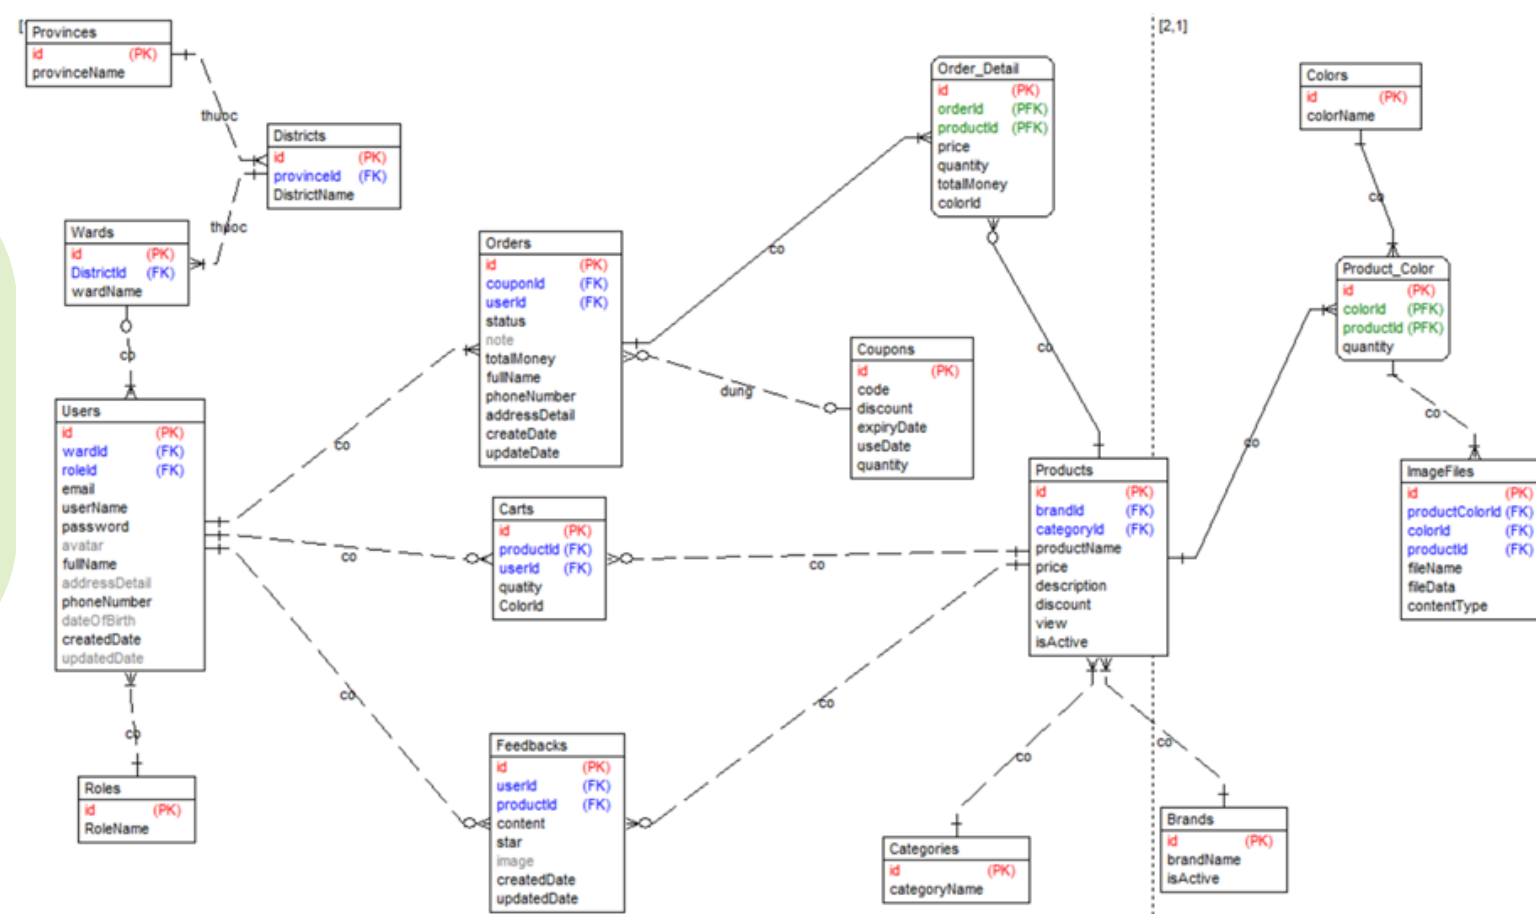 [
Provinces
id (PK)
provinceName
thuoc
Districts
id (PK)
provinceId (FK)
DistrictName
thuoc
Wards
id (PK)
DistrictId (FK)
wardName
co
Users
id (PK)
wardId (FK)
roleId (FK)
email
userName
password
avatar
fullName
addressDetail
phoneNumber
dateOfBirth
createdDate
updatedDate
co
Roles
id (PK)
RoleName
co
Orders
id (PK)
couponId (FK)
userId (FK)
status
note
totalMoney
fullName
phoneNumber
addressDetail
createDate
updateDate
co
Carts
id (PK)
productId (FK)
userId (FK)
quatity
ColorId
co
co
Feedbacks
id (PK)
userId (FK)
productId (FK)
content
star
image
createdDate
updatedDate
co
co
dung
Coupons
id (PK)
code
discount
expiryDate
useDate
quantity
Order_Detail
id (PK)
orderId (PFK)
productId (PFK)
price
quantity
totalMoney
colorId
co
Products
id (PK)
brandId (FK)
categoryId (FK)
productName
price
description
discount
view
isActive
co
Categories
id (PK)
categoryName
co
Brands
id (PK)
brandName
isActive
[2,1]
Colors
id (PK)
colorName
co
Product_Color
id (PK)
colorId (PFK)
productId (PFK)
quantity
co
co
ImageFiles
id (PK)
productColorId (FK)
colorId (FK)
productId (FK)
fileName
fileData
contentType